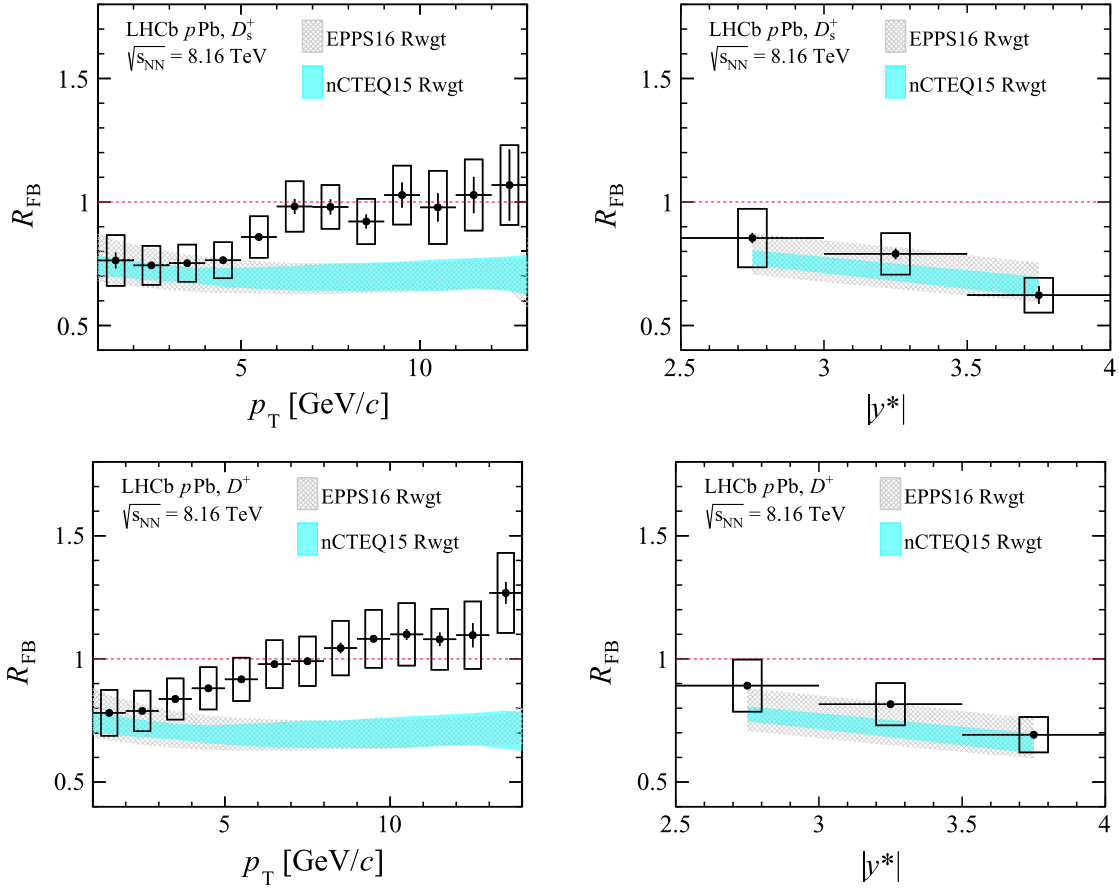 LHCb pPb, D_s^+
√s_NN = 8.16 TeV
EPPS16 Rwgt
nCTEQ15 Rwgt
R_FB
1.5
1
0.5
5
10
p_T [GeV/c]
LHCb pPb, D_s^+
√s_NN = 8.16 TeV
EPPS16 Rwgt
nCTEQ15 Rwgt
R_FB
1.5
1
0.5
2.5
3
3.5
4
|y*|
LHCb pPb, D^+
√s_NN = 8.16 TeV
EPPS16 Rwgt
nCTEQ15 Rwgt
R_FB
1.5
1
0.5
5
10
p_T [GeV/c]
LHCb pPb, D^+
√s_NN = 8.16 TeV
EPPS16 Rwgt
nCTEQ15 Rwgt
R_FB
1.5
1
0.5
2.5
3
3.5
4
|y*|